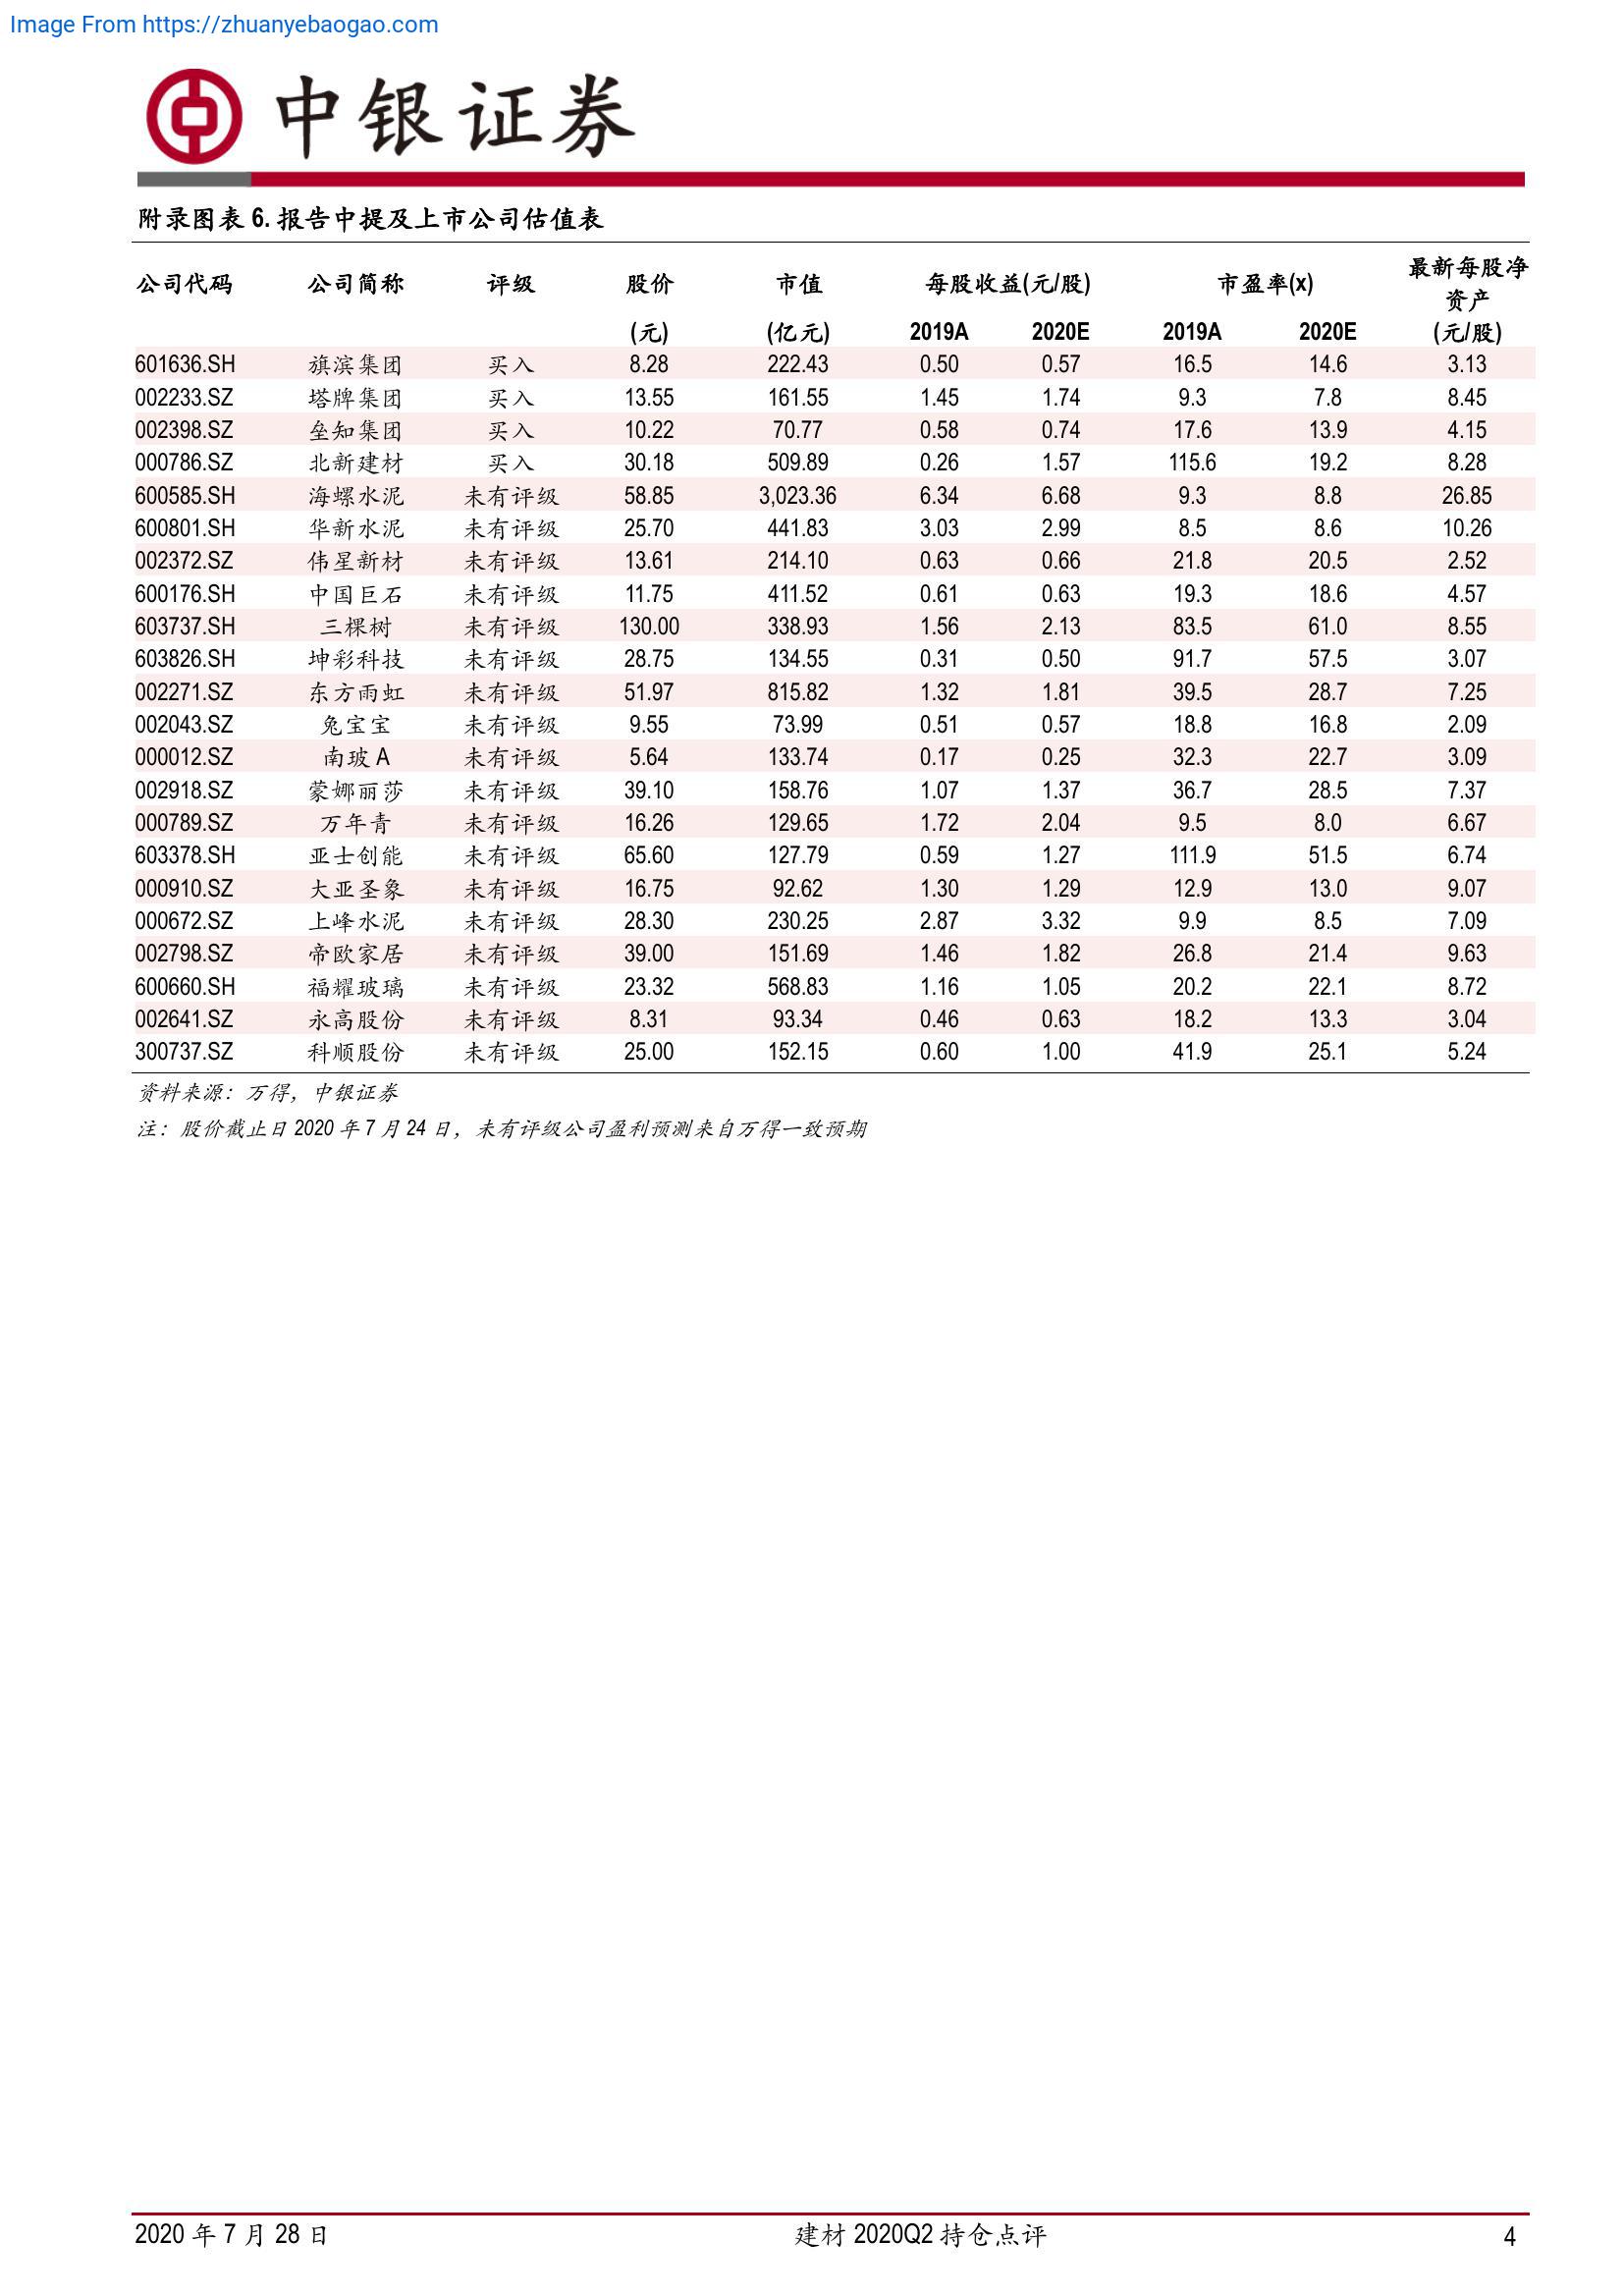 Image From https://zhuanyebaogao.com
中银证券
附录图表 6. 报告中提及上市公司估值表
公司代码 公司简称 评级 股价 市值 每股收益(元/股) 市盈率(x) 最新每股净资产
(元) (亿元) 2019A 2020E 2019A 2020E (元/股)
601636.SH 旗滨集团 买入 8.28 222.43 0.50 0.57 16.5 14.6 3.13
002233.SZ 塔牌集团 买入 13.55 161.55 1.45 1.74 9.3 7.8 8.45
002398.SZ 垒知集团 买入 10.22 70.77 0.58 0.74 17.6 13.9 4.15
000786.SZ 北新建材 买入 30.18 509.89 0.26 1.57 115.6 19.2 8.28
600585.SH 海螺水泥 未有评级 58.85 3,023.36 6.34 6.68 9.3 8.8 26.85
600801.SH 华新水泥 未有评级 25.70 441.83 3.03 2.99 8.5 8.6 10.26
002372.SZ 伟星新材 未有评级 13.61 214.10 0.63 0.66 21.8 20.5 2.52
600176.SH 中国巨石 未有评级 11.75 411.52 0.61 0.63 19.3 18.6 4.57
603737.SH 三棵树 未有评级 130.00 338.93 1.56 2.13 83.5 61.0 8.55
603826.SH 坤彩科技 未有评级 28.75 134.55 0.31 0.50 91.7 57.5 3.07
002271.SZ 东方雨虹 未有评级 51.97 815.82 1.32 1.81 39.5 28.7 7.25
002043.SZ 兔宝宝 未有评级 9.55 73.99 0.51 0.57 18.8 16.8 2.09
000012.SZ 南玻 A 未有评级 5.64 133.74 0.17 0.25 32.3 22.7 3.09
002918.SZ 蒙娜丽莎 未有评级 39.10 158.76 1.07 1.37 36.7 28.5 7.37
000789.SZ 万年青 未有评级 16.26 129.65 1.72 2.04 9.5 8.0 6.67
603378.SH 亚士创能 未有评级 65.60 127.79 0.59 1.27 111.9 51.5 6.74
000910.SZ 大亚圣象 未有评级 16.75 92.62 1.30 1.29 12.9 13.0 9.07
000672.SZ 上峰水泥 未有评级 28.30 230.25 2.87 3.32 9.9 8.5 7.09
002798.SZ 帝欧家居 未有评级 39.00 151.69 1.46 1.82 26.8 21.4 9.63
600660.SH 福耀玻璃 未有评级 23.32 568.83 1.16 1.05 20.2 22.1 8.72
002641.SZ 永高股份 未有评级 8.31 93.34 0.46 0.63 18.2 13.3 3.04
300737.SZ 科顺股份 未有评级 25.00 152.15 0.60 1.00 41.9 25.1 5.24
资料来源：万得，中银证券
注：股价截止日 2020 年 7 月 24 日，未有评级公司盈利预测来自万得一致预期
2020 年 7 月 28 日 建材 2020Q2 持仓点评 4